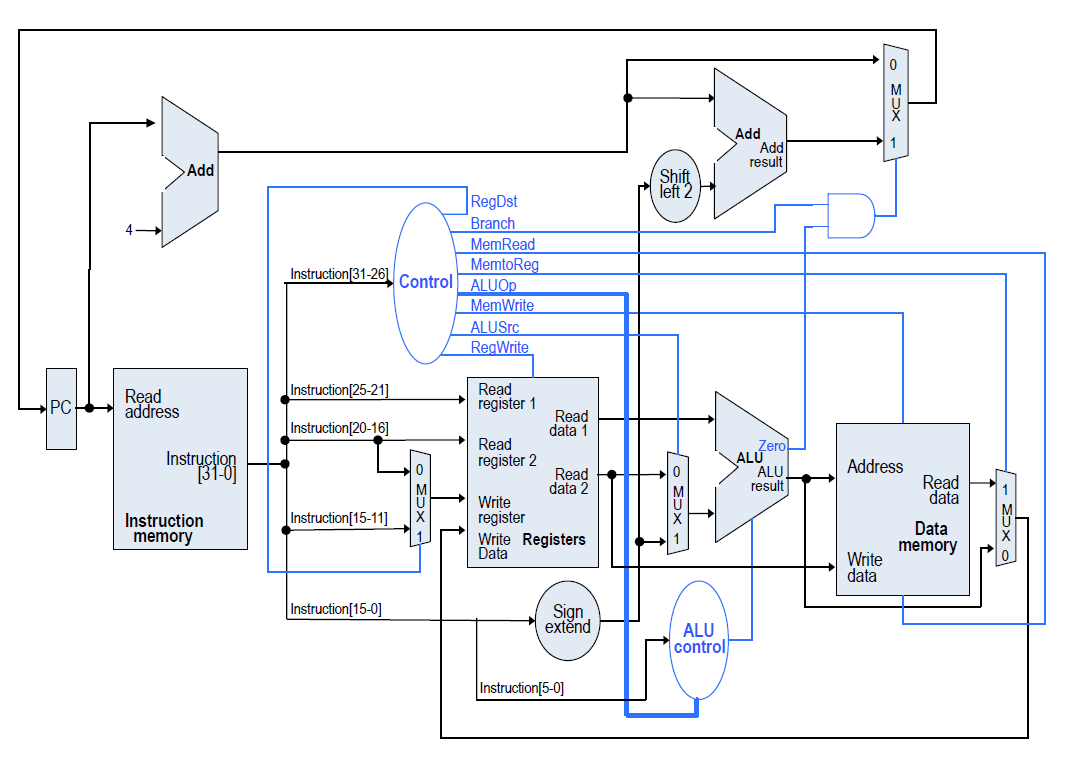 0
M
U
X
1
Add
Add
result
Shift
left 2
Add
4
RegDst
Branch
MemRead
MemtoReg
ALUOp
MemWrite
ALUSrc
RegWrite
Control
Instruction[31-26]
Instruction[25-21]
Instruction[20-16]
Instruction[15-11]
Instruction[15-0]
Instruction[5-0]
PC
Read
address
Instruction
[31-0]
Instruction
memory
0
M
U
X
1
Read
register 1
Read
register 2
Write
register
Write
Data
Read
data 1
Read
data 2
Registers
0
M
U
X
1
Zero
ALU
ALU
result
Address
Read
data
Data
memory
Write
data
1
M
U
X
0
Sign
extend
ALU
control